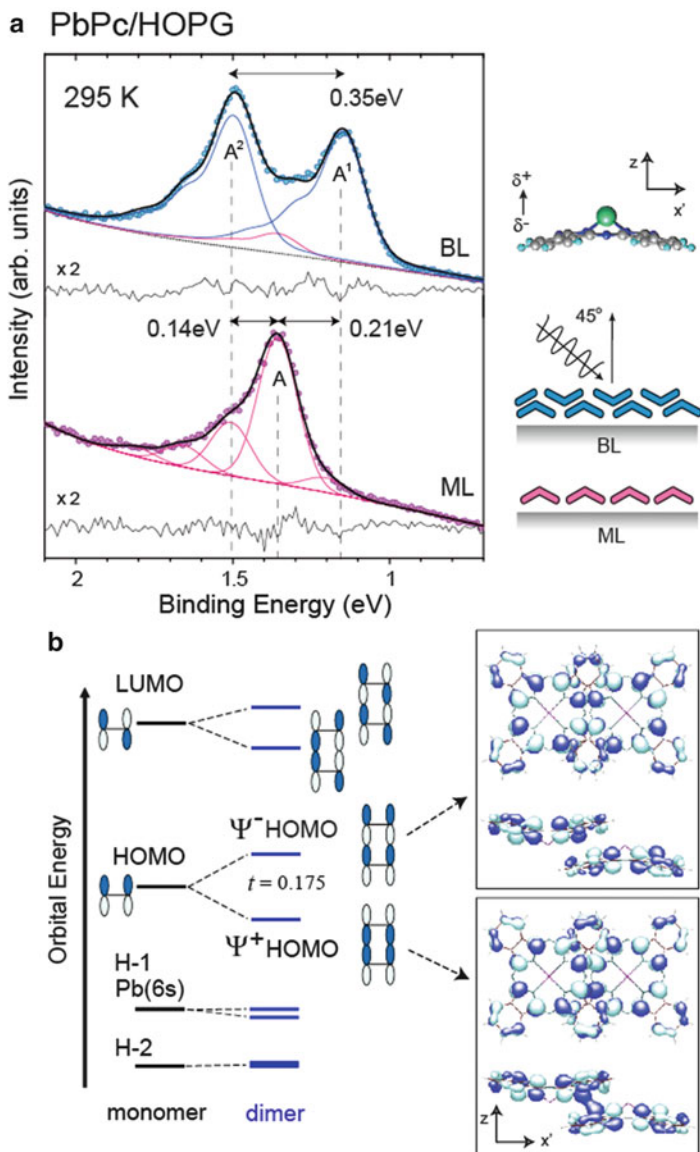 a PbPc/HOPG
295 K
0.35eV
A²
A¹
BL
x 2
0.14eV
0.21eV
A
ML
x 2
Intensity (arb. units)
2
1.5
1
Binding Energy (eV)
δ+
δ-
z
x'
45°
BL
ML
b
LUMO
HOMO
Ψ⁻HOMO
t = 0.175
Ψ⁺HOMO
H-1
Pb(6s)
H-2
monomer
dimer
Orbital Energy
z
x'